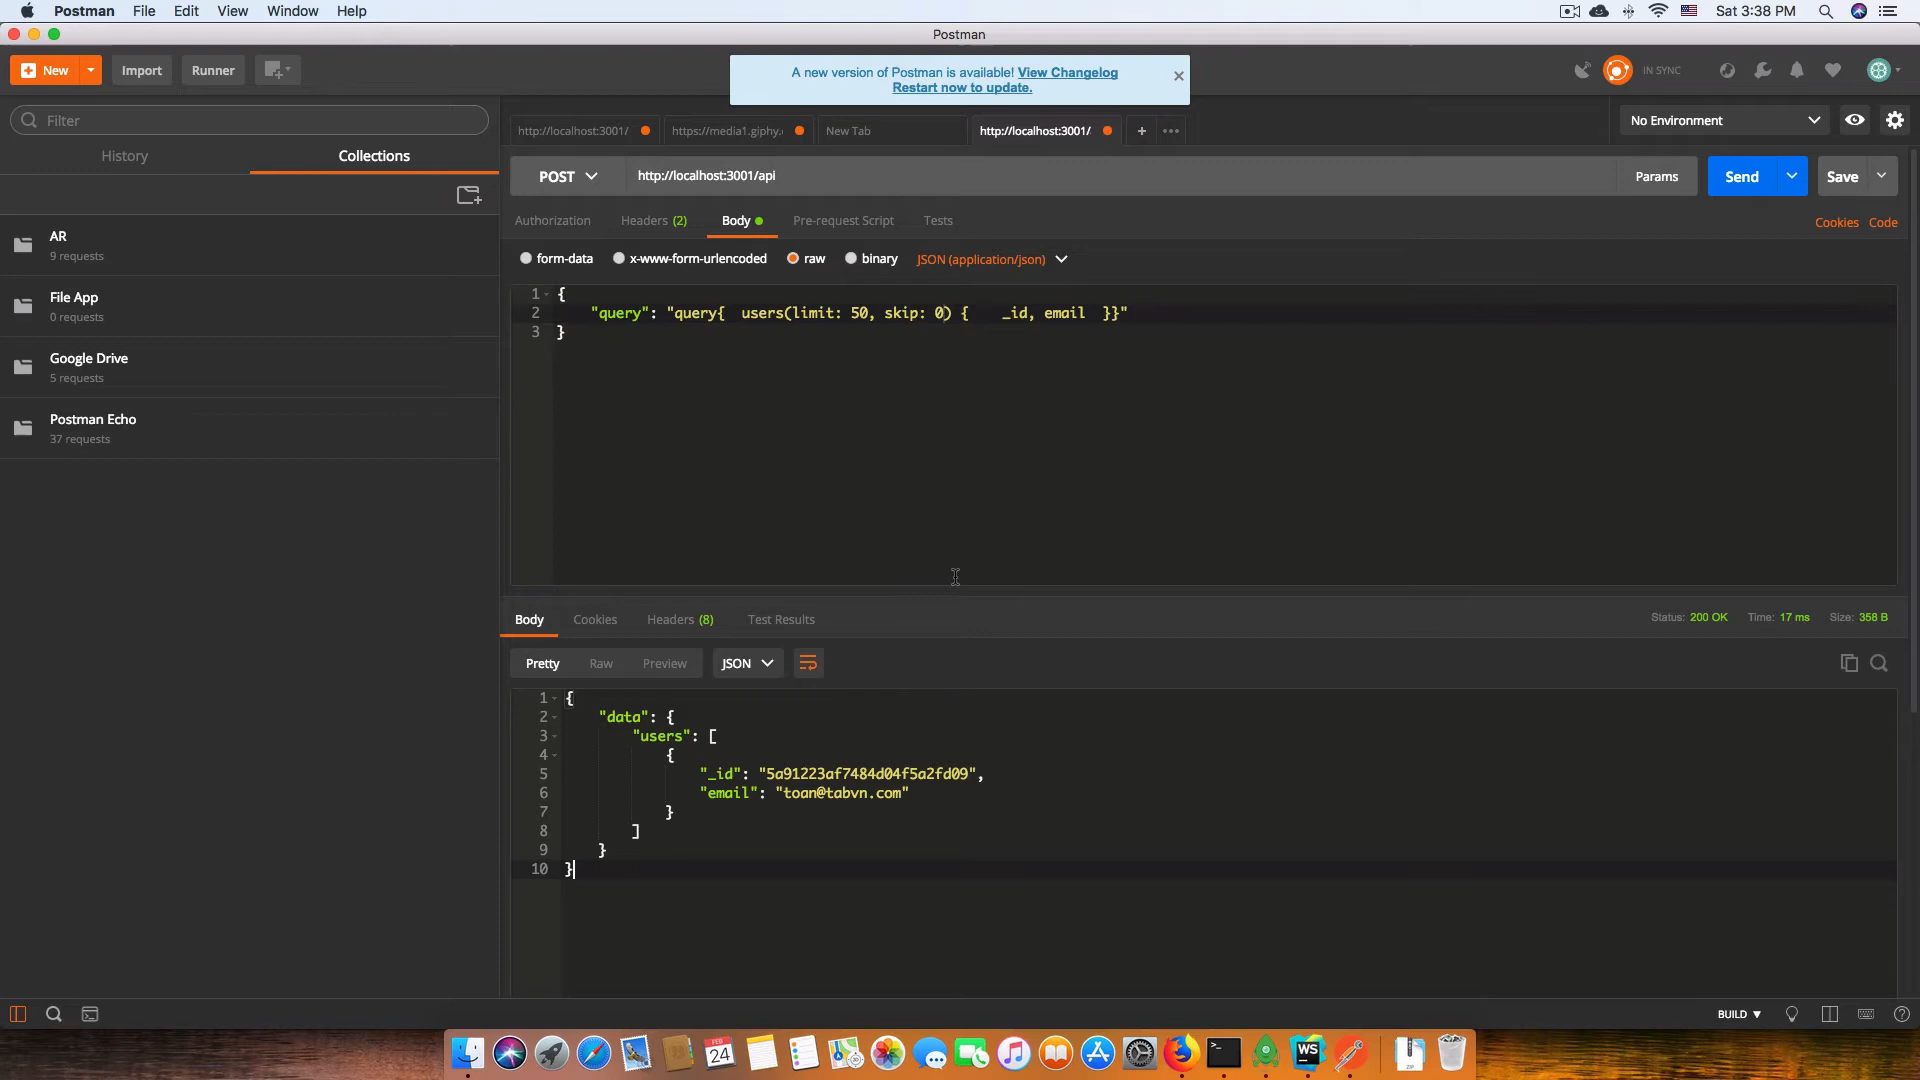 Postman File Edit View Window Help Sat 3:38 PM
Postman
New Import Runner
A new version of Postman is available! View Changelog
Restart now to update.
IN SYNC
Filter
History Collections
AR
9 requests
File App
0 requests
Google Drive
5 requests
Postman Echo
37 requests
http://localhost:3001/ https://media1.giphy. New Tab http://localhost:3001/ + •••
No Environment
POST http://localhost:3001/api Params Send Save
Authorization Headers (2) Body Pre-request Script Tests Cookies Code
form-data x-www-form-urlencoded raw binary JSON (application/json)
1 {
2 "query": "query{ users(limit: 50, skip: 0) { _id, email }}"
3 }
Body Cookies Headers (8) Test Results Status: 200 OK Time: 17 ms Size: 358 B
Pretty Raw Preview JSON
1 {
2 "data": {
3 "users": [
4 {
5 "_id": "5a91223af7484d04f5a2fd09",
6 "email": "toan@tabvn.com"
7 }
8 ]
9 }
10 }
BUILD
FEB
24
WS
ZIP